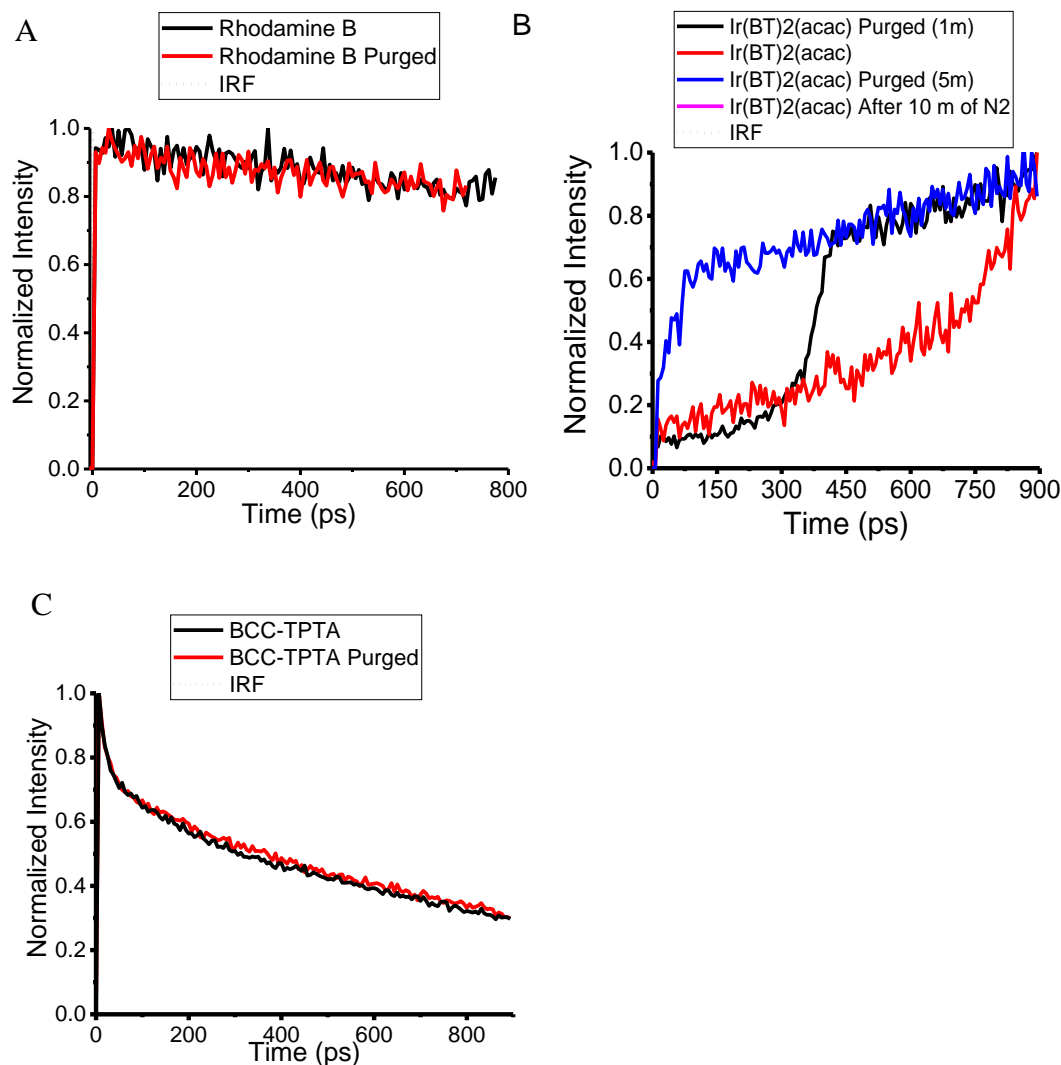 A
Rhodamine B
Rhodamine B Purged
IRF
1.0
0.8
0.6
0.4
0.2
0.0
Normalized Intensity
0 200 400 600 800
Time (ps)
B
Ir(BT)2(acac) Purged (1m)
Ir(BT)2(acac)
Ir(BT)2(acac) Purged (5m)
Ir(BT)2(acac) After 10 m of N2
IRF
1.0
0.8
0.6
0.4
0.2
0.0
Normalized Intensity
0 150 300 450 600 750 900
Time (ps)
C
BCC-TPTA
BCC-TPTA Purged
IRF
1.0
0.8
0.6
0.4
0.2
0.0
Normalized Intensity
0 200 400 600 800
Time (ps)